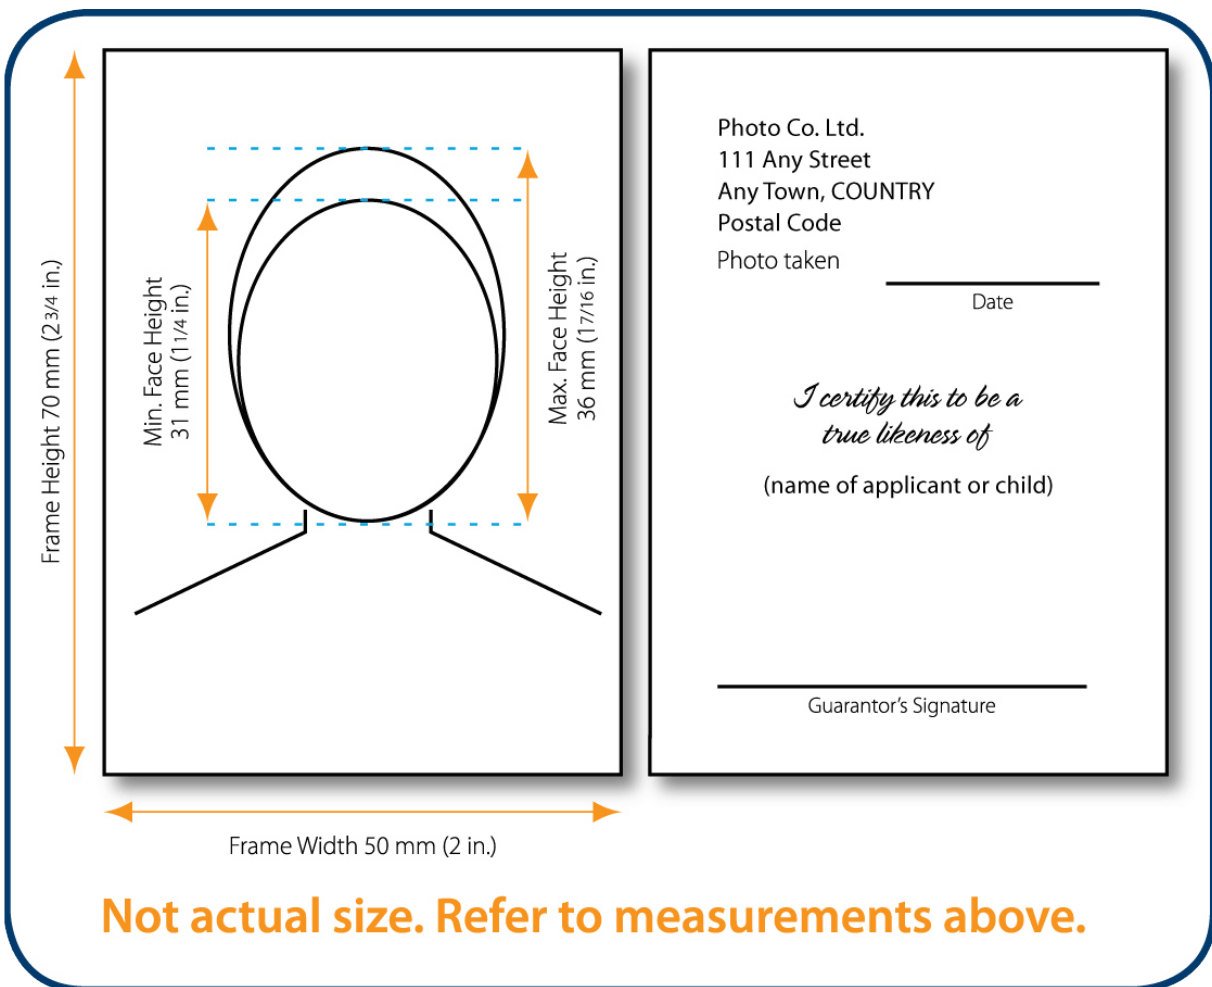 Frame Height 70 mm (2 3/4 in.)
Min. Face Height
31 mm (1 1/4 in.)
Max. Face Height
36 mm (1 7/16 in.)
Frame Width 50 mm (2 in.)
Photo Co. Ltd.
111 Any Street
Any Town, COUNTRY
Postal Code
Photo taken
Date
I certify this to be a
true likeness of
(name of applicant or child)
Guarantor's Signature
Not actual size. Refer to measurements above.